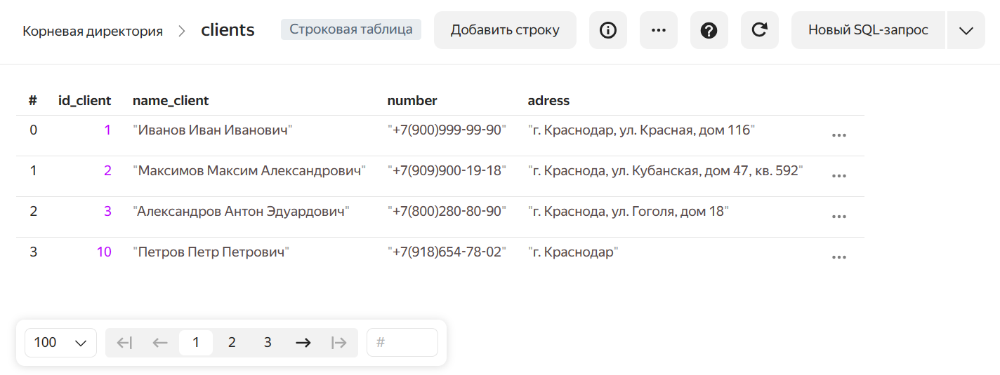 Корневая директория clients Строковая таблица Добавить строку Новый SQL-запрос
# id_client name_client number adress
0 1 "Иванов Иван Иванович" "+7(900)999-99-90" "г. Краснодар, ул. Красная, дом 116"
1 2 "Максимов Максим Александрович" "+7(909)900-19-18" "г. Краснода, ул. Кубанская, дом 47, кв. 592"
2 3 "Александров Антон Эдуардович" "+7(800)280-80-90" "г. Краснода, ул. Гоголя, дом 18"
3 10 "Петров Петр Петрович" "+7(918)654-78-02" "г. Краснодар"
100 1 2 3 #